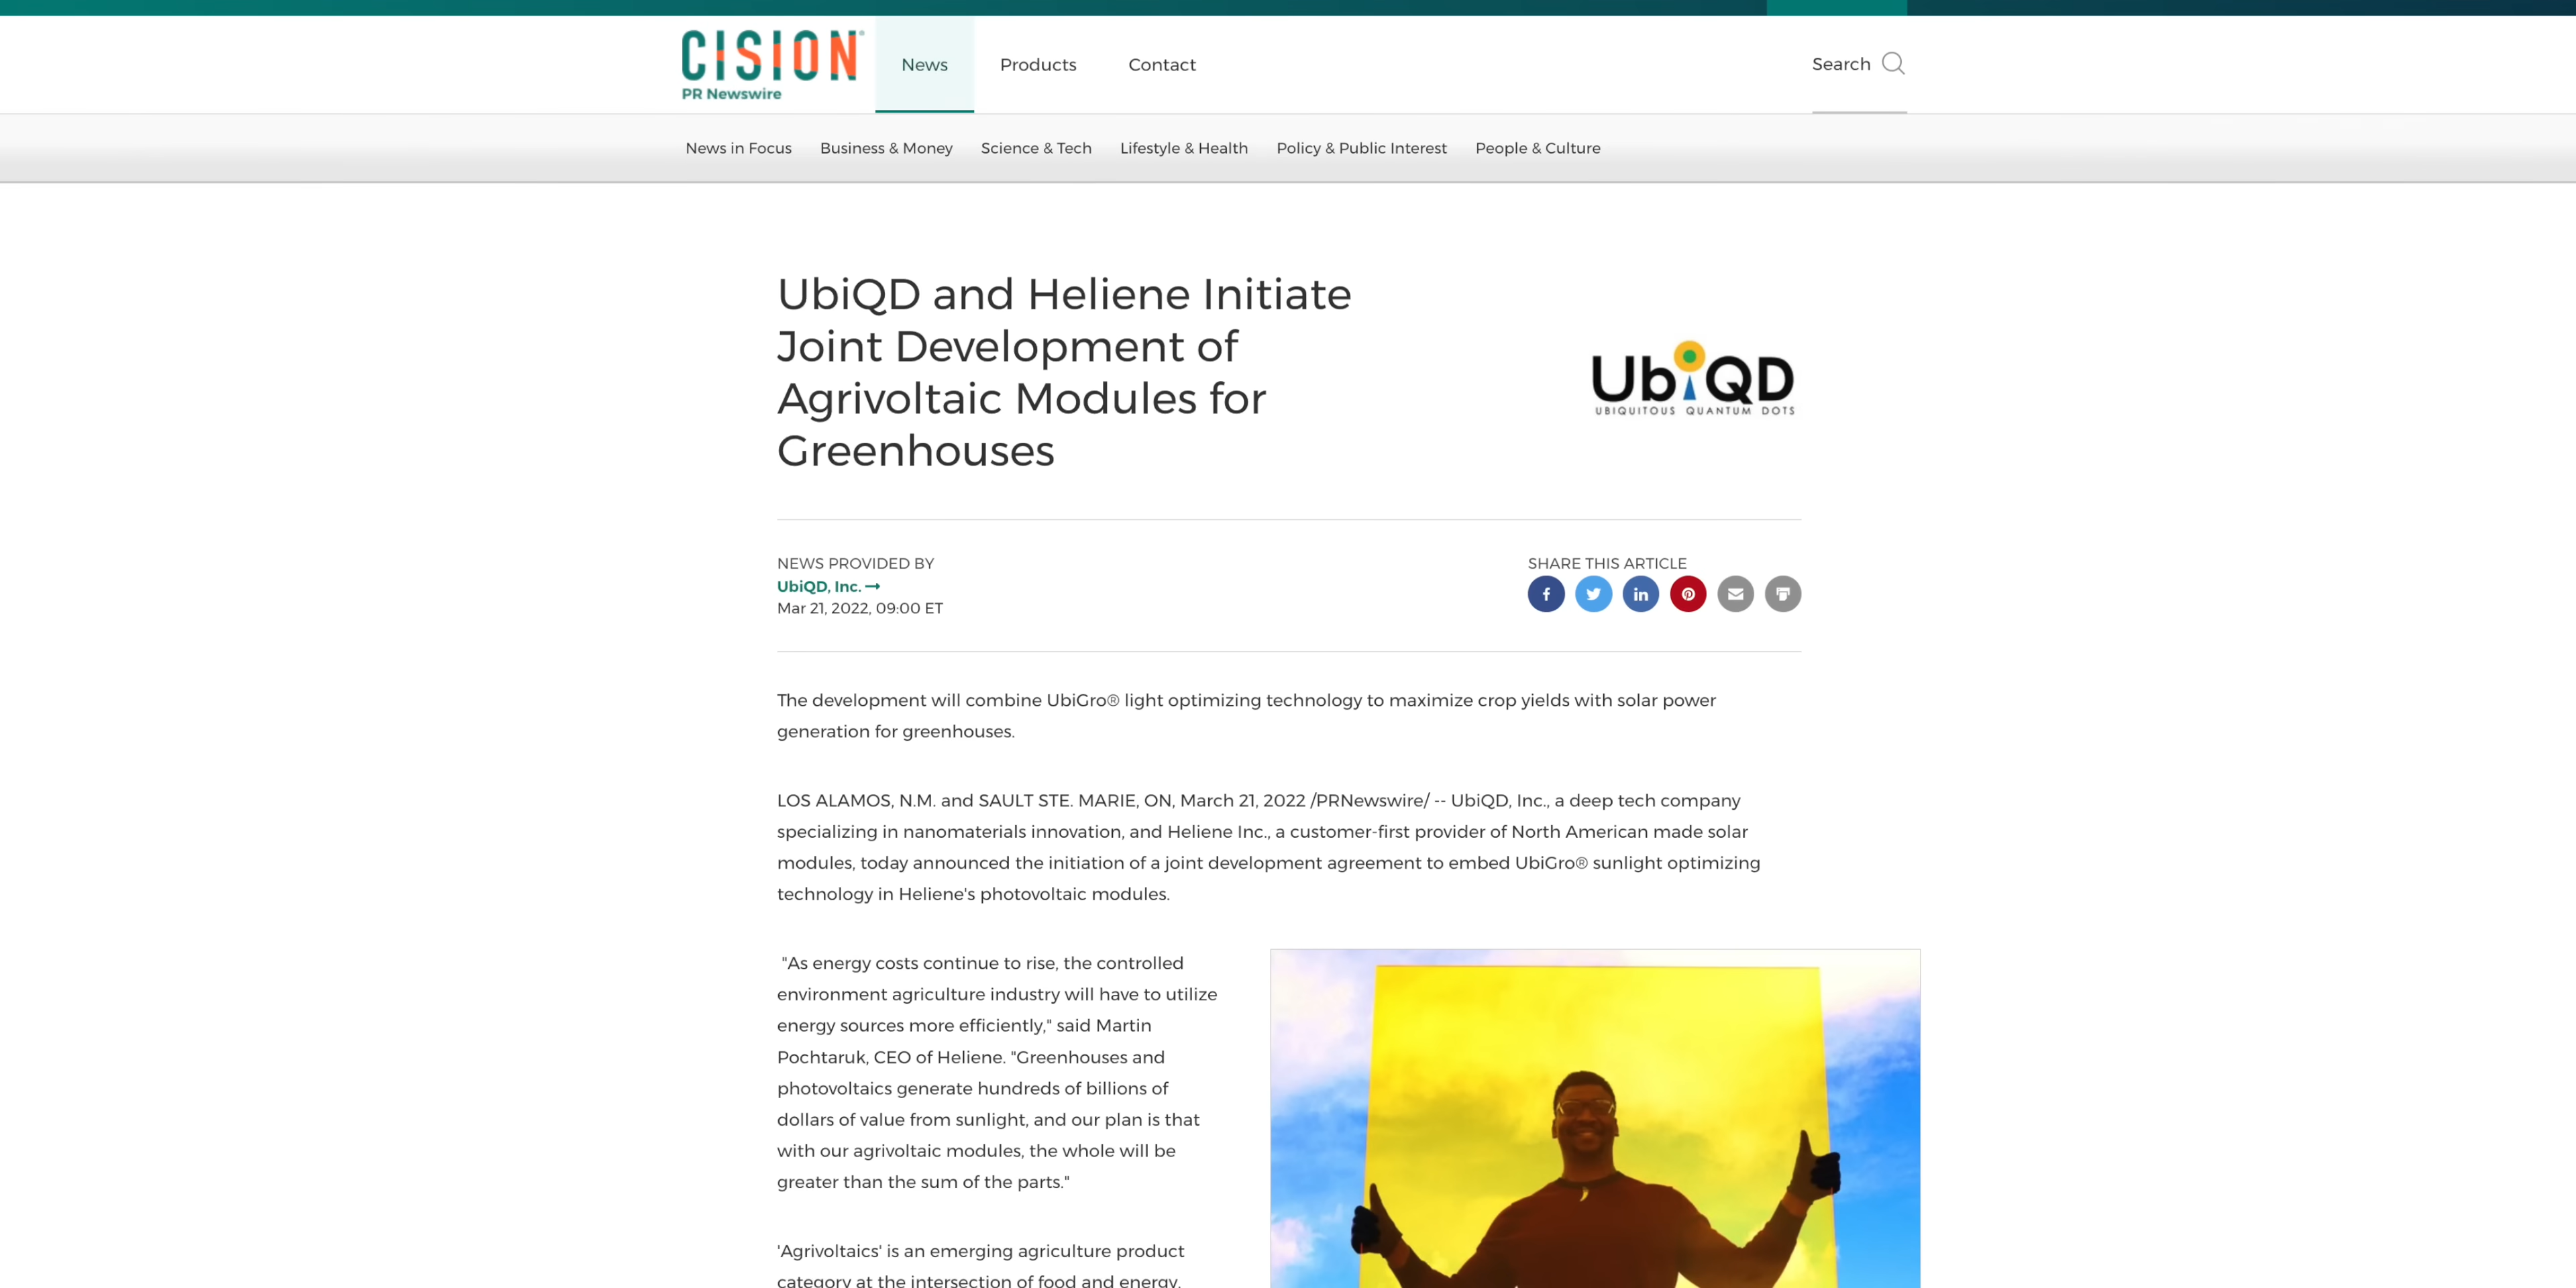 CISION®
PR Newswire
News
Products
Contact
Search
News in Focus
Business & Money
Science & Tech
Lifestyle & Health
Policy & Public Interest
People & Culture
UbiQD and Heliene Initiate
Joint Development of
Agrivoltaic Modules for
Greenhouses
UbiQD
UBIQUITOUS QUANTUM DOTS
NEWS PROVIDED BY
UbiQD, Inc. →
Mar 21, 2022, 09:00 ET
SHARE THIS ARTICLE
The development will combine UbiGro® light optimizing technology to maximize crop yields with solar power
generation for greenhouses.
LOS ALAMOS, N.M. and SAULT STE. MARIE, ON, March 21, 2022 /PRNewswire/ -- UbiQD, Inc., a deep tech company
specializing in nanomaterials innovation, and Heliene Inc., a customer-first provider of North American made solar
modules, today announced the initiation of a joint development agreement to embed UbiGro® sunlight optimizing
technology in Heliene's photovoltaic modules.
"As energy costs continue to rise, the controlled
environment agriculture industry will have to utilize
energy sources more efficiently," said Martin
Pochtaruk, CEO of Heliene. "Greenhouses and
photovoltaics generate hundreds of billions of
dollars of value from sunlight, and our plan is that
with our agrivoltaic modules, the whole will be
greater than the sum of the parts."
'Agrivoltaics' is an emerging agriculture product
category at the intersection of food and energy,